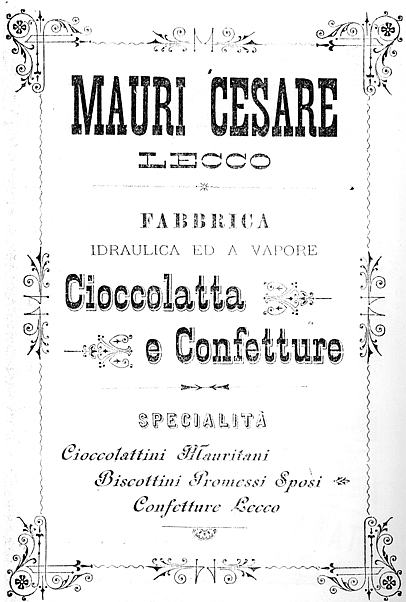 MAURI CESARE
LECCO
FABBRICA
IDRAULICA ED A VAPORE
Cioccolatta
e Confetture
SPECIALITÀ
Cioccolattini Mauritani
Biscottini Promessi Sposi
Confetture Lecco